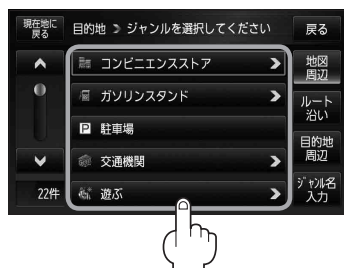 現在地に
戻る
目的地 ジャンルを選択してください
戻る
コンビニエンスストア
ガソリンスタンド
P 駐車場
交通機関
遊ぶ
22件
地図
周辺
ルート
沿い
目的地
周辺
ジャンル名
入力